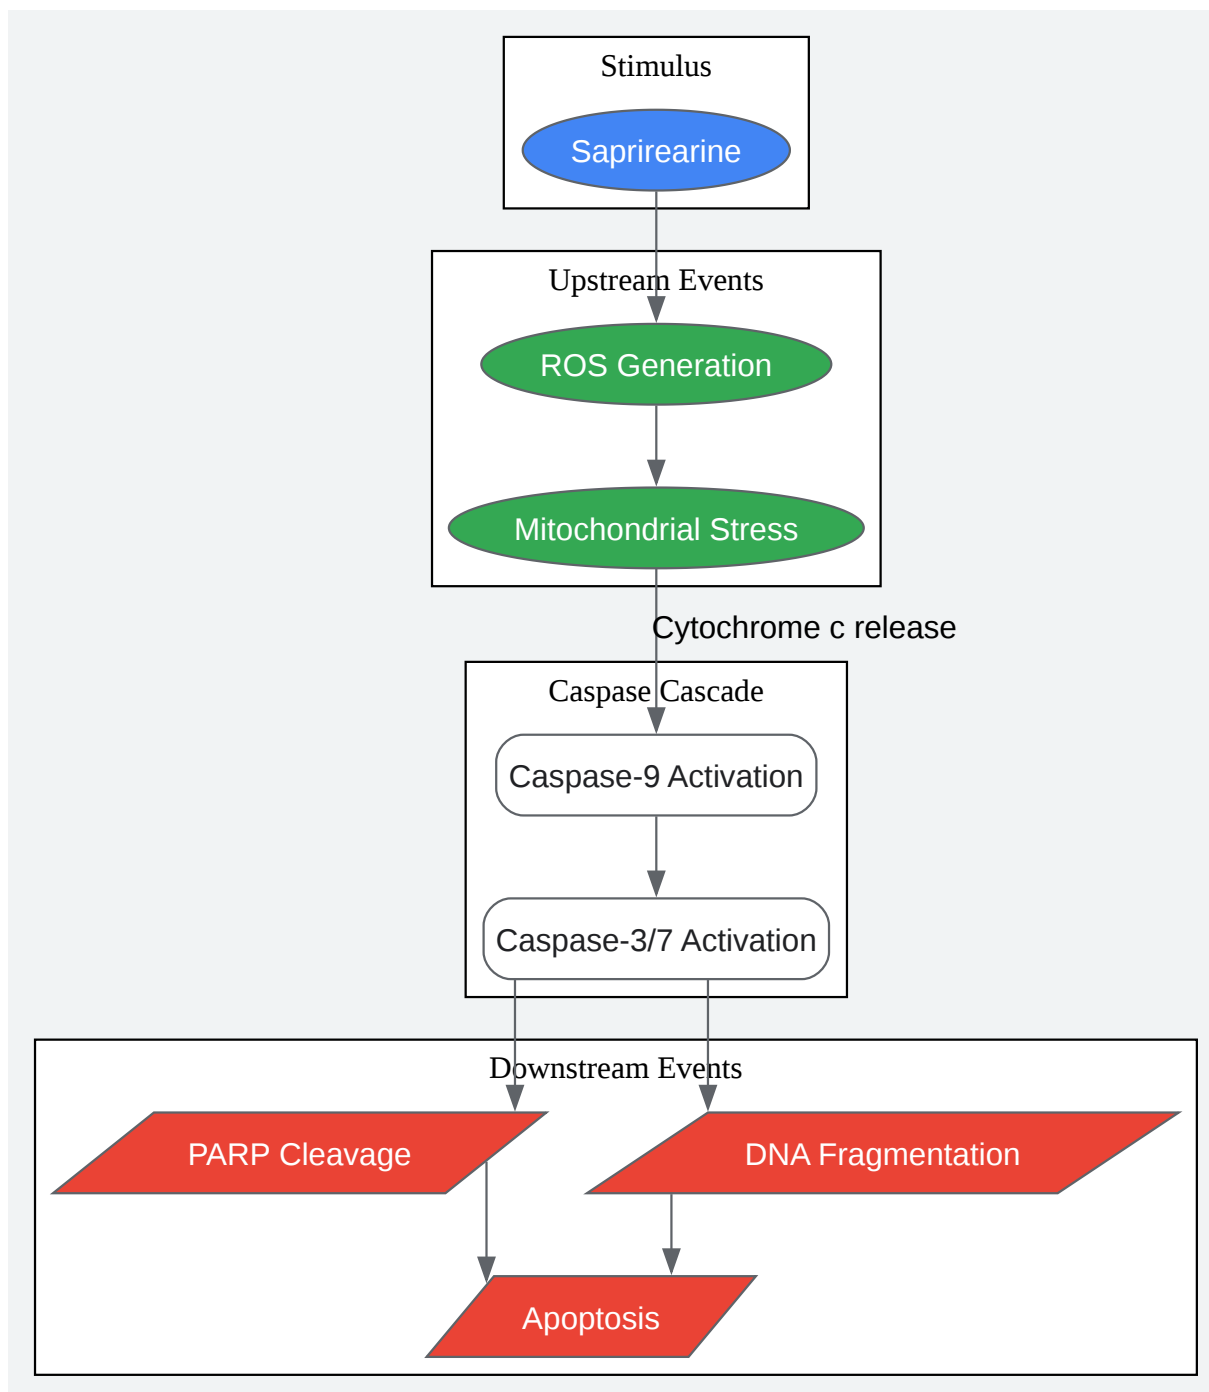 Stimulus
Saprirearine
Upstream Events
ROS Generation
Mitochondrial Stress
Cytochrome c release
Caspase Cascade
Caspase-9 Activation
Caspase-3/7 Activation
Downstream Events
PARP Cleavage
DNA Fragmentation
Apoptosis